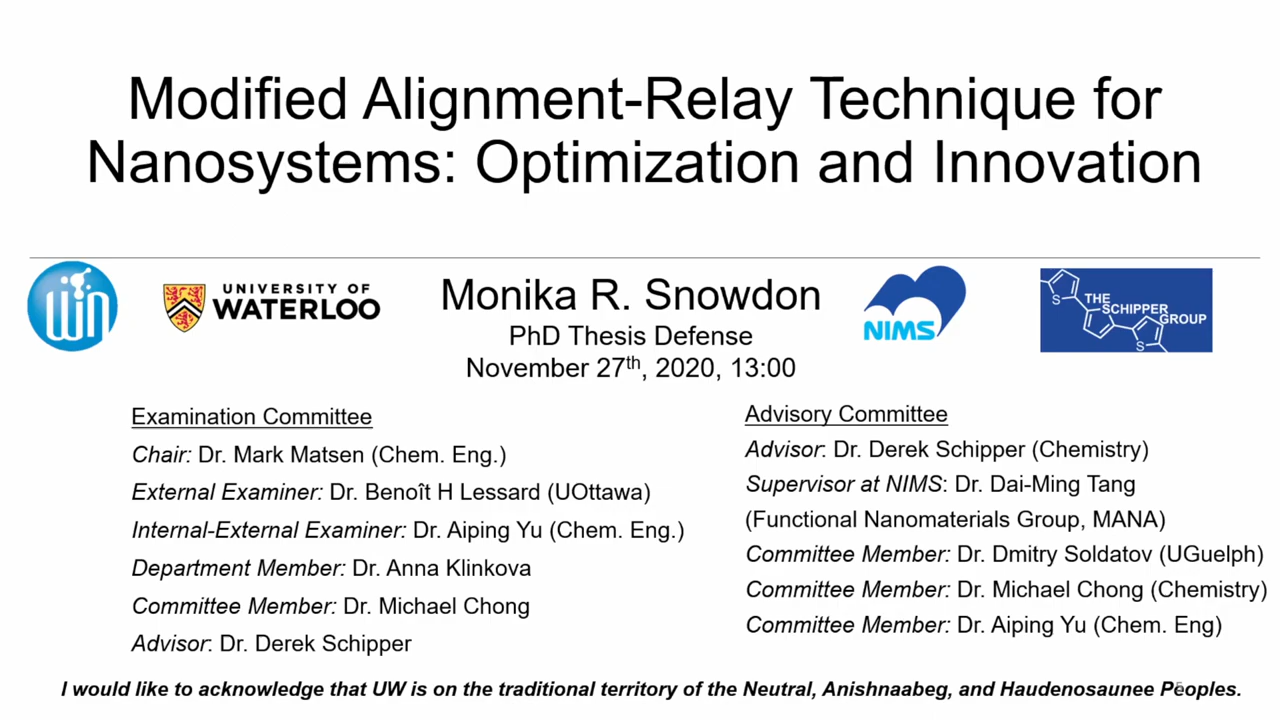 Modified Alignment-Relay Technique for
Nanosystems: Optimization and Innovation
WIN
UNIVERSITY OF
WATERLOO
Monika R. Snowdon
PhD Thesis Defense
November 27th, 2020, 13:00
NIMS
THE
SCHIPPER
GROUP
S
S
Examination Committee
Chair: Dr. Mark Matsen (Chem. Eng.)
External Examiner: Dr. Benoît H Lessard (UOttawa)
Internal-External Examiner: Dr. Aiping Yu (Chem. Eng.)
Department Member: Dr. Anna Klinkova
Committee Member: Dr. Michael Chong
Advisor: Dr. Derek Schipper
Advisory Committee
Advisor: Dr. Derek Schipper (Chemistry)
Supervisor at NIMS: Dr. Dai-Ming Tang
(Functional Nanomaterials Group, MANA)
Committee Member: Dr. Dmitry Soldatov (UGuelph)
Committee Member: Dr. Michael Chong (Chemistry)
Committee Member: Dr. Aiping Yu (Chem. Eng)
I would like to acknowledge that UW is on the traditional territory of the Neutral, Anishnaabeg, and Haudenosaunee Peoples.